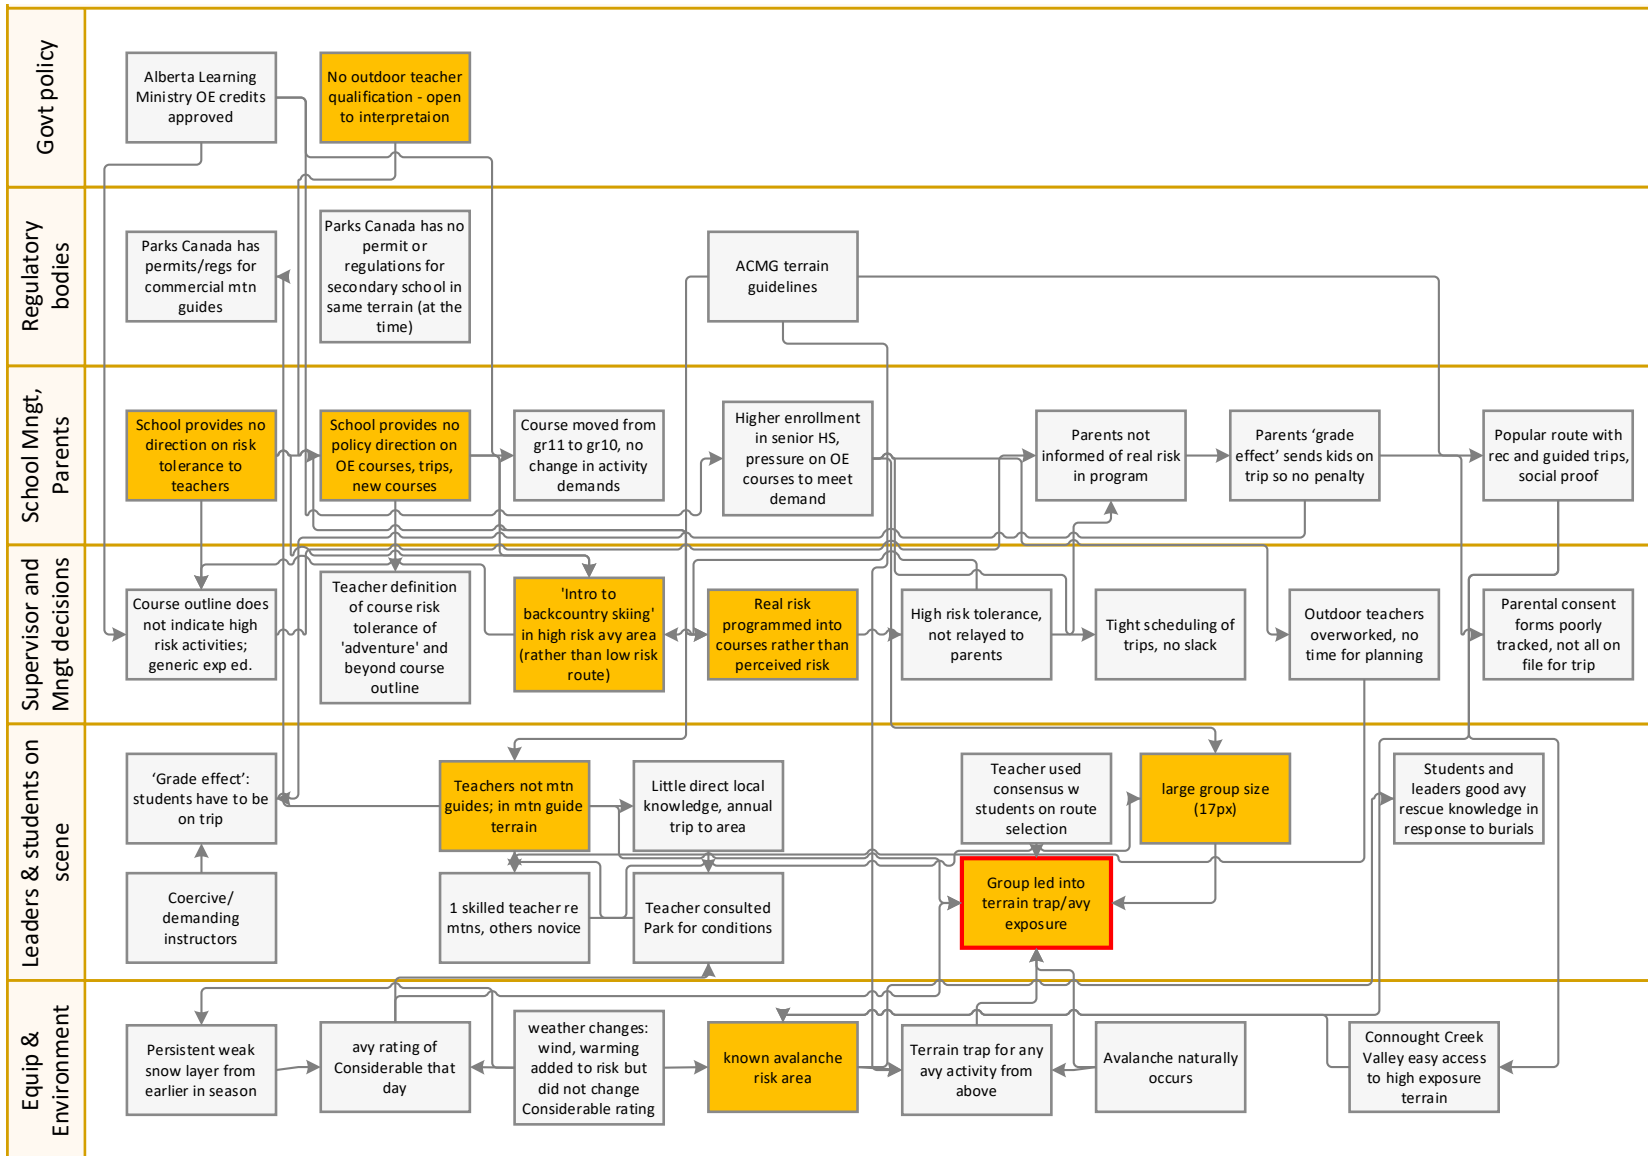 Govt policy
Alberta Learning
Ministry OE credits
approved
No outdoor teacher
qualification - open
to interpretaion
Regulatory
bodies
Parks Canada has
permits/regs for
commercial mtn
guides
Parks Canada has no
permit or
regulations for
secondary school in
same terrain (at the
time)
ACMG terrain
guidelines
School Mngt,
Parents
School provides no
direction on risk
tolerance to
teachers
School provides no
policy direction on
OE courses, trips,
new courses
Course moved from
gr11 to gr10, no
change in activity
demands
Higher enrollment
in senior HS,
pressure on OE
courses to meet
demand
Parents not
informed of real risk
in program
Parents ‘grade
effect’ sends kids on
trip so no penalty
Popular route with
rec and guided trips,
social proof
Supervisor and
Mngt decisions
Course outline does
not indicate high
risk activities;
generic exp ed.
Teacher definition
of course risk
tolerance of
'adventure' and
beyond course
outline
'Intro to
backcountry skiing'
in high risk avy area
(rather than low risk
route)
Real risk
programmed into
courses rather than
perceived risk
High risk tolerance,
not relayed to
parents
Tight scheduling of
trips, no slack
Outdoor teachers
overworked, no
time for planning
Parental consent
forms poorly
tracked, not all on
file for trip
Leaders & students on
scene
‘Grade effect’:
students have to be
on trip
Teachers not mtn
guides; in mtn guide
terrain
Little direct local
knowledge, annual
trip to area
Teacher used
consensus w
students on route
selection
large group size
(17px)
Students and
leaders good avy
rescue knowledge in
response to burials
Coercive/
demanding
instructors
1 skilled teacher re
mtns, others novice
Teacher consulted
Park for conditions
Group led into
terrain trap/avy
exposure
Equip &
Environment
Persistent weak
snow layer from
earlier in season
avy rating of
Considerable that
day
weather changes:
wind, warming
added to risk but
did not change
Considerable rating
known avalanche
risk area
Terrain trap for any
avy activity from
above
Avalanche naturally
occurs
Connought Creek
Valley easy access
to high exposure
terrain